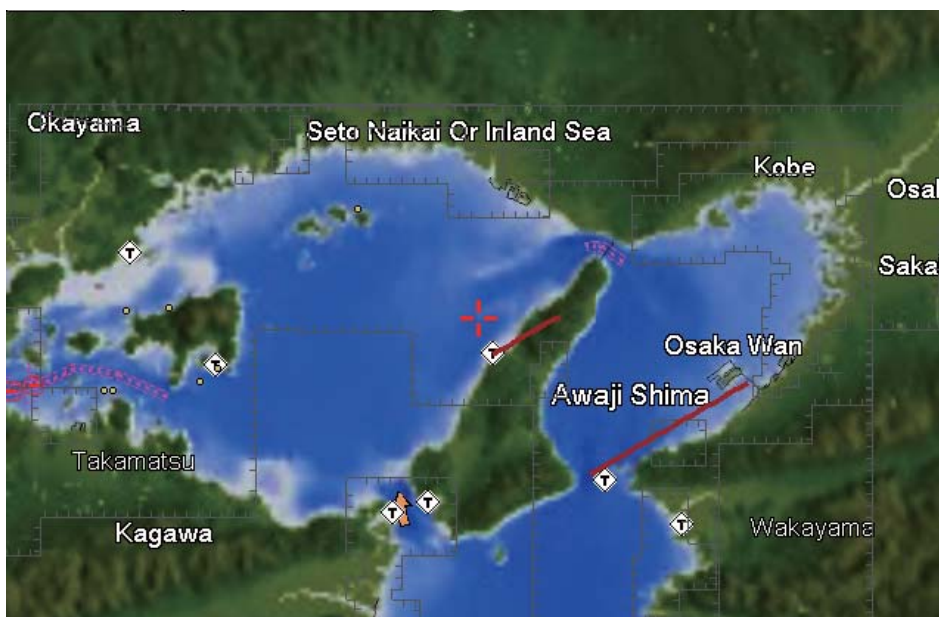 Okayama
Seto Naikai Or Inland Sea
Kobe
Osal
Saka
Osaka Wan
Awaji Shima
Takamatsu
Kagawa
Wakayama
T
T
T
T
T
T
T